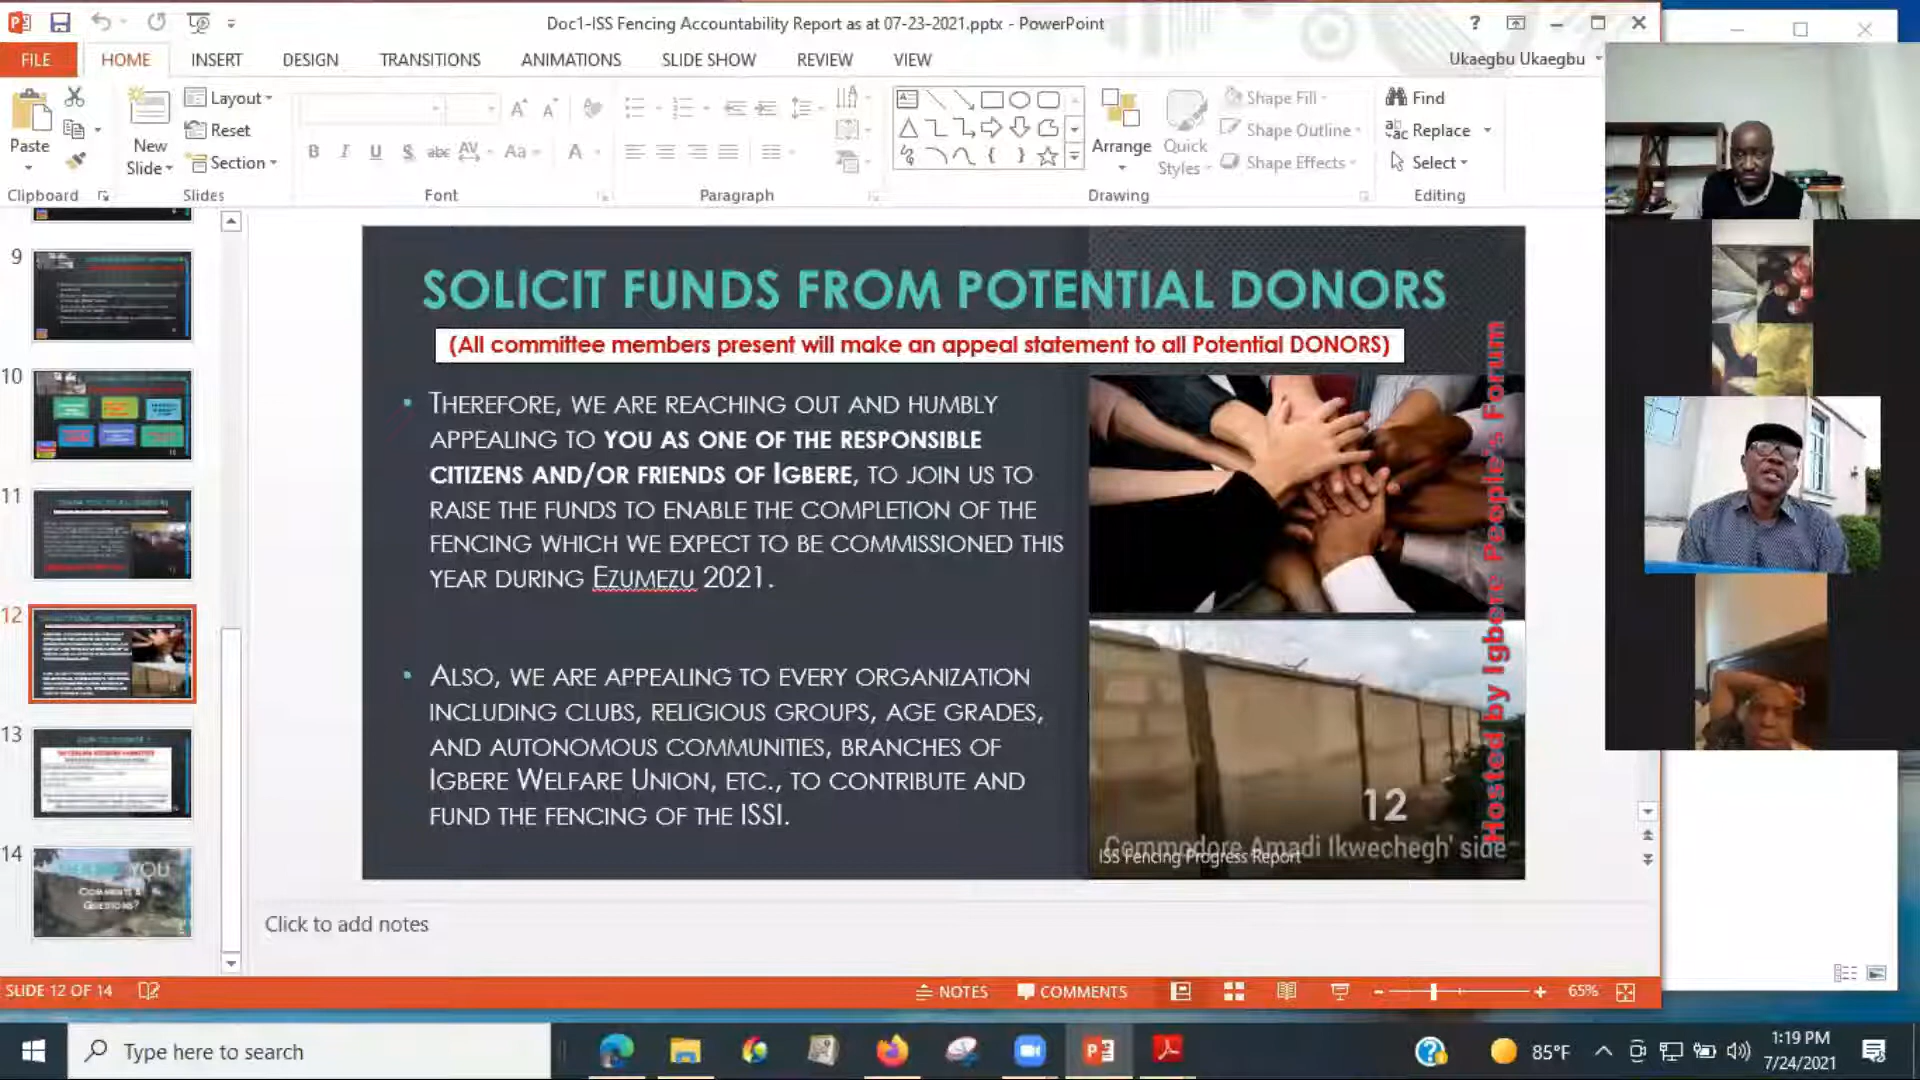 Doc1-ISS Fencing Accountability Report as at 07-23-2021.pptx - PowerPoint
FILE
HOME
INSERT
DESIGN
TRANSITIONS
ANIMATIONS
SLIDE SHOW
REVIEW
VIEW
Ukaegbu Ukaegbu
Paste
New
Slide
Layout
Reset
Section
B I U S abc AV Aa A
Arrange
Quick
Styles
Shape Fill
Shape Outline
Shape Effects
Find
Replace
Select
Clipboard
Slides
Font
Paragraph
Drawing
Editing
9
10
11
12
13
14
YOU
SOLICIT FUNDS FROM POTENTIAL DONORS
(All committee members present will make an appeal statement to all Potential DONORS)
• THEREFORE, WE ARE REACHING OUT AND HUMBLY
APPEALING TO YOU AS ONE OF THE RESPONSIBLE
CITIZENS AND/OR FRIENDS OF IGBERE, TO JOIN US TO
RAISE THE FUNDS TO ENABLE THE COMPLETION OF THE
FENCING WHICH WE EXPECT TO BE COMMISSIONED THIS
YEAR DURING EZUMEZU 2021.
• ALSO, WE ARE APPEALING TO EVERY ORGANIZATION
INCLUDING CLUBS, RELIGIOUS GROUPS, AGE GRADES,
AND AUTONOMOUS COMMUNITIES, BRANCHES OF
IGBERE WELFARE UNION, ETC., TO CONTRIBUTE AND
FUND THE FENCING OF THE ISSI.
Hosted by Igbere People's Forum
12
Commodore Amadi Ikwechegh' side
ISS Fencing Progress Report
Click to add notes
SLIDE 12 OF 14
NOTES
COMMENTS
65%
Type here to search
85°F
1:19 PM
7/24/2021